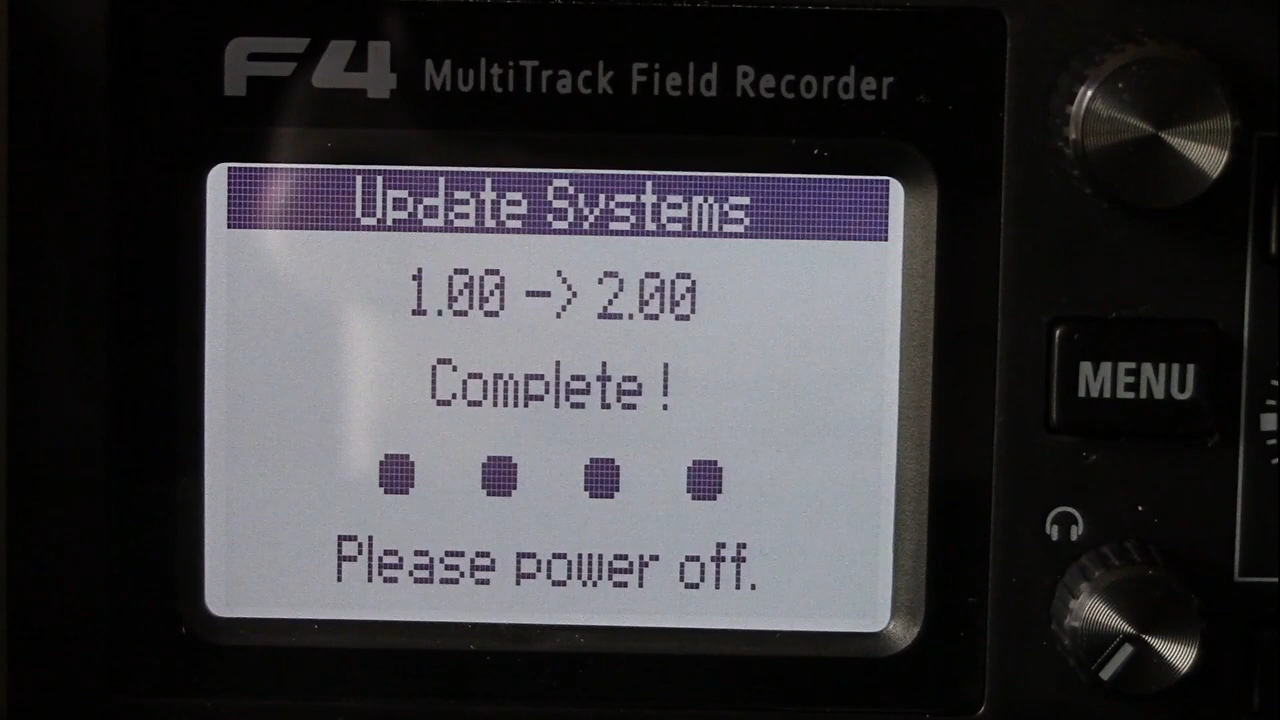 F4 MultiTrack Field Recorder
Update Systems
1.00 -> 2.00
Complete !
Please power off.
MENU